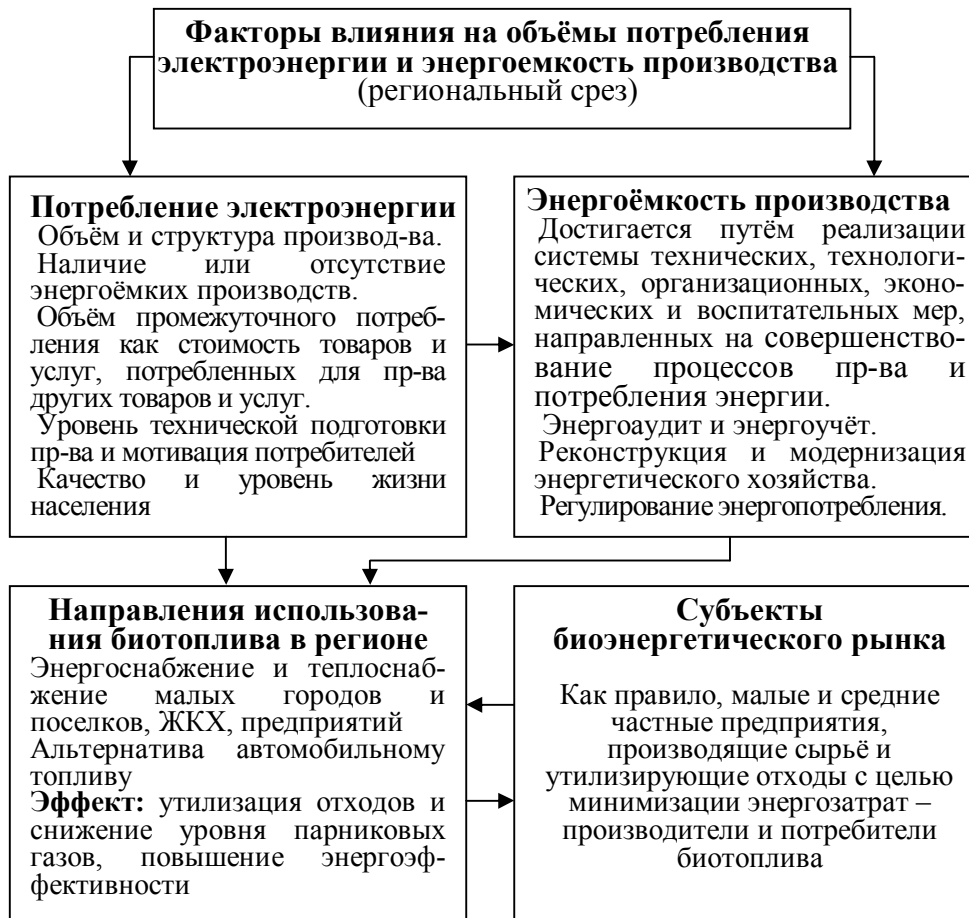 Факторы влияния на объёмы потребления
электроэнергии и энергоемкость производства
(региональный срез)
Потребление электроэнергии
Объём и структура производ-ва.
Наличие или отсутствие
энергоёмких производств.
Объём промежуточного потреб-
ления как стоимость товаров и
услуг, потребленных для пр-ва
других товаров и услуг.
Уровень технической подготовки
пр-ва и мотивация потребителей
Качество и уровень жизни
населения
Энергоёмкость производства
Достигается путём реализации
системы технических, технологи-
ческих, организационных, эконо-
мических и воспитательных мер,
направленных на совершенство-
вание процессов пр-ва и
потребления энергии.
Энергоаудит и энергоучёт.
Реконструкция и модернизация
энергетического хозяйства.
Регулирование энергопотребления.
Направления использова-
ния биотоплива в регионе
Энергоснабжение и теплоснаб-
жение малых городов и
поселков, ЖКХ, предприятий
Альтернатива автомобильному
топливу
Эффект: утилизация отходов и
снижение уровня парниковых
газов, повышение энергоэф-
фективности
Субъекты
биоэнергетического рынка
Как правило, малые и средние
частные предприятия,
производящие сырьё и
утилизирующие отходы с целью
минимизации энергозатрат –
производители и потребители
биотоплива